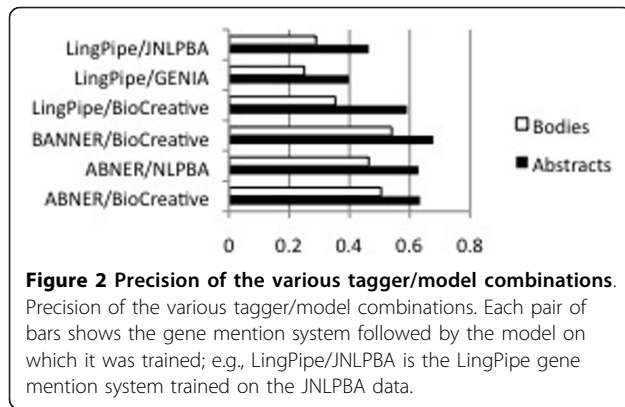 LingPipe/JNLPBA
LingPipe/GENIA
LingPipe/BioCreative
BANNER/BioCreative
ABNER/NLPBA
ABNER/BioCreative
Bodies
Abstracts
0 0.2 0.4 0.6 0.8
Figure 2 Precision of the various tagger/model combinations.
Precision of the various tagger/model combinations. Each pair of
bars shows the gene mention system followed by the model on
which it was trained; e.g., LingPipe/JNLPBA is the LingPipe gene
mention system trained on the JNLPBA data.